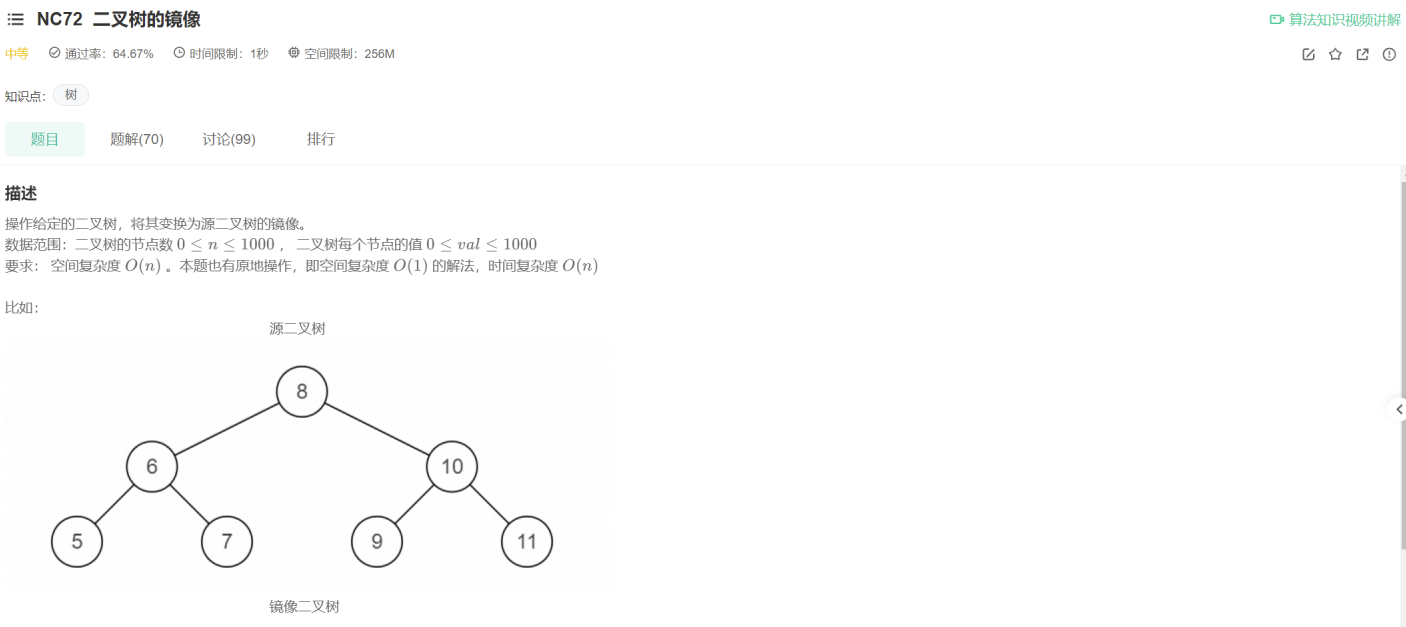 NC72 二叉树的镜像
算法知识视频讲解
中等 通过率：64.67% 时间限制：1秒 空间限制：256M
知识点： 树
题目 题解(70) 讨论(99) 排行
描述
操作给定的二叉树，将其变换为源二叉树的镜像。
数据范围：二叉树的节点数 0 ≤ n ≤ 1000 ， 二叉树每个节点的值 0 ≤ val ≤ 1000
要求： 空间复杂度 O(n) 。本题也有原地操作，即空间复杂度 O(1) 的解法，时间复杂度 O(n)
比如：
源二叉树
8
6 10
5 7 9 11
镜像二叉树